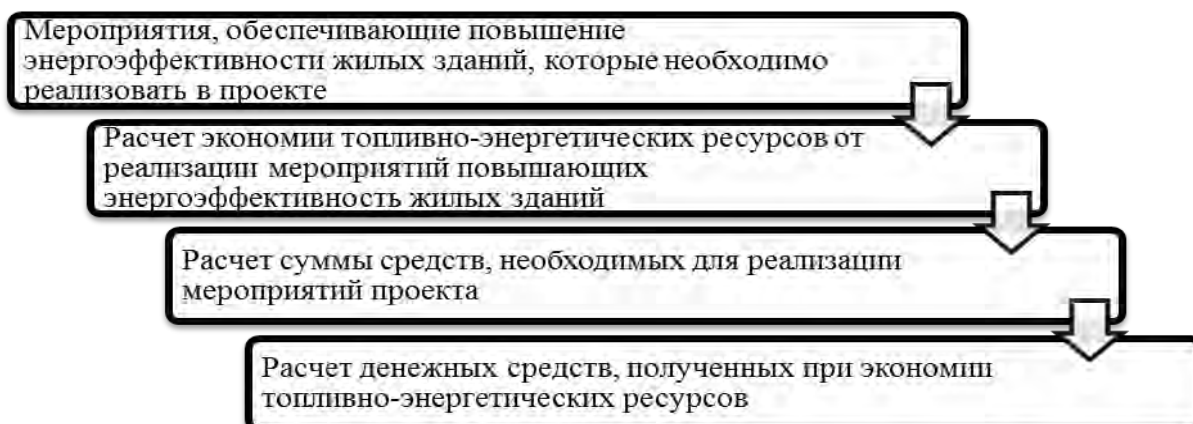 Мероприятия, обеспечивающие повышение
энергоэффективности жилых зданий, которые необходимо
реализовать в проекте
Расчет экономии топливно-энергетических ресурсов от
реализации мероприятий повышающих
энергоэффективность жилых зданий
Расчет суммы средств, необходимых для реализации
мероприятий проекта
Расчет денежных средств, полученных при экономии
топливно-энергетических ресурсов